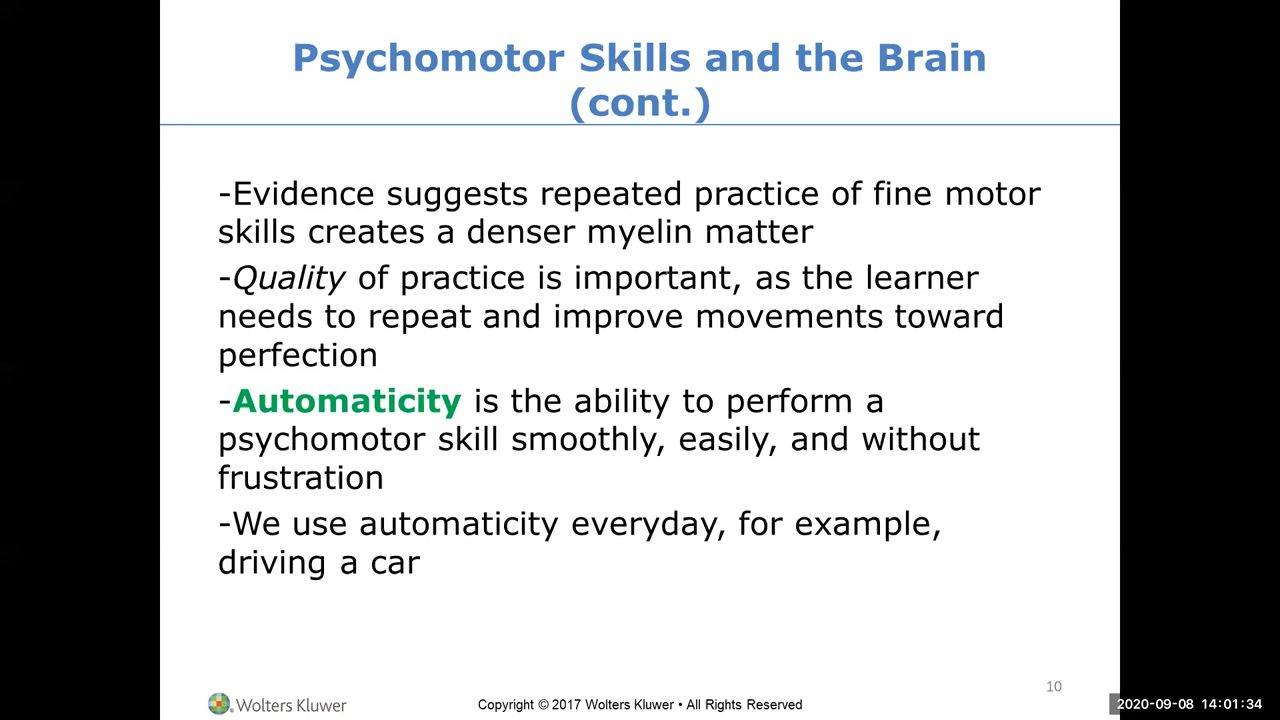 Psychomotor Skills and the Brain
(cont.)
-Evidence suggests repeated practice of fine motor
skills creates a denser myelin matter
-Quality of practice is important, as the learner
needs to repeat and improve movements toward
perfection
-Automaticity is the ability to perform a
psychomotor skill smoothly, easily, and without
frustration
-We use automaticity everyday, for example,
driving a car
10
Wolters Kluwer
Copyright © 2017 Wolters Kluwer • All Rights Reserved
2020-09-08 14:01:34